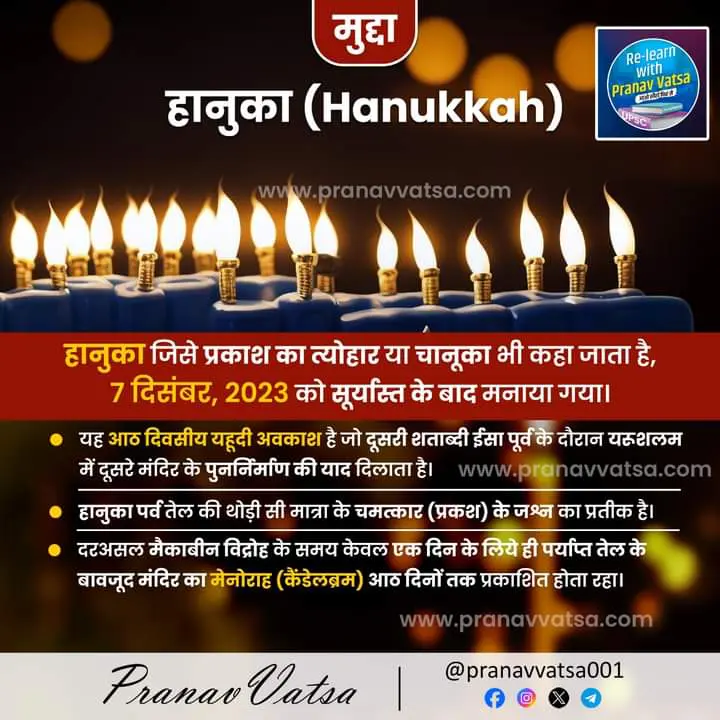 मुद्दा
Re-learn
with
Pranav Vatsa
UPSC
हानुका (Hanukkah)
www.pranavvatsa.com
हानुका जिसे प्रकाश का त्योहार या चानूका भी कहा जाता है,
7 दिसंबर, 2023 को सूर्यास्त के बाद मनाया गया।
यह आठ दिवसीय यहूदी अवकाश है जो दूसरी शताब्दी ईसा पूर्व के दौरान यरूशलम
में दूसरे मंदिर के पुनर्निर्माण की याद दिलाता है।
www.pranavvatsa.com
हानुका पर्व तेल की थोड़ी सी मात्रा के चमत्कार (प्रकश) के जश्न का प्रतीक है।
दरअसल मैकाबीन विद्रोह के समय केवल एक दिन के लिये ही पर्याप्त तेल के
बावजूद मंदिर का मेनोराह (कैंडेलब्रम) आठ दिनों तक प्रकाशित होता रहा।
www.pranavvatsa.com
Pranav Vatsa
@pranavvatsa001